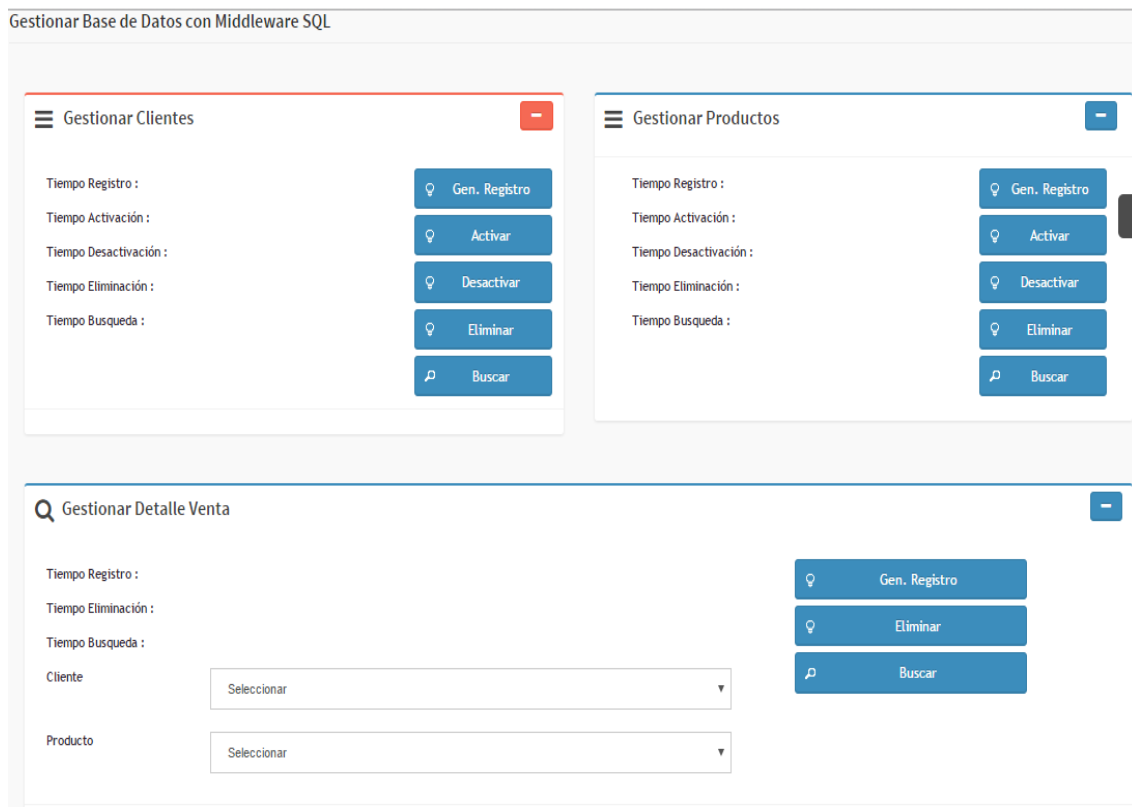 Gestionar Base de Datos con Middleware SQL
Gestionar Clientes
Tiempo Registro :
Tiempo Activación :
Tiempo Desactivación :
Tiempo Eliminación :
Tiempo Busqueda :
Gen. Registro
Activar
Desactivar
Eliminar
Buscar
Gestionar Productos
Tiempo Registro :
Tiempo Activación :
Tiempo Desactivación :
Tiempo Eliminación :
Tiempo Busqueda :
Gen. Registro
Activar
Desactivar
Eliminar
Buscar
Gestionar Detalle Venta
Tiempo Registro :
Tiempo Eliminación :
Tiempo Busqueda :
Cliente
Seleccionar
Producto
Seleccionar
Gen. Registro
Eliminar
Buscar